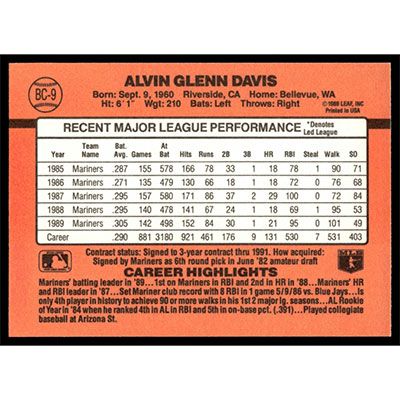 BC-9
ALVIN GLENN DAVIS
Born: Sept. 9, 1960 Riverside, CA Home: Bellevue, WA
Ht: 6'1" Wgt: 210 Bats: Left Throws: Right
©1989 LEAF, INC
Printed in USA
RECENT MAJOR LEAGUE PERFORMANCE *Denotes Led League
Year Team Name Bat. Avg. Games At Bat Hits Runs 2B 3B HR RBI Steal Walk SO
1985 Mariners .287 155 578 166 78 33 1 18 78 1 90 71
1986 Mariners .271 135 479 130 66 18 1 18 72 0 76 68
1987 Mariners .295 157 580 171 86 37 2 29 100 0 72 84
1988 Mariners .295 140 478 141 67 24 1 18 69 1 95 53
1989 Mariners .305 142 498 152 84 30 1 21 95 0 101 49
Career .290 881 3180 921 461 176 9 131 530 7 531 403
Contract status: Signed to 3-year contract thru 1991. How acquired:
Signed by Mariners as 6th round pick in June '82 amateur draft
CAREER HIGHLIGHTS
Mariners' batting leader in '89...1st on Mariners in RBI and 2nd in HR in '88...Mariners' HR
and RBI leader in '87...Set Mariner club record with 8 RBI in 1 game 5/9/86 vs. Blue Jays...Is
only 4th player in history to achieve 90 or more walks in his 1st 2 major lg. seasons...AL Rookie
of Year in '84 when he ranked 4th in AL in RBI and 5th in on-base pct. (.391)...Played collegiate
baseball at Arizona St.